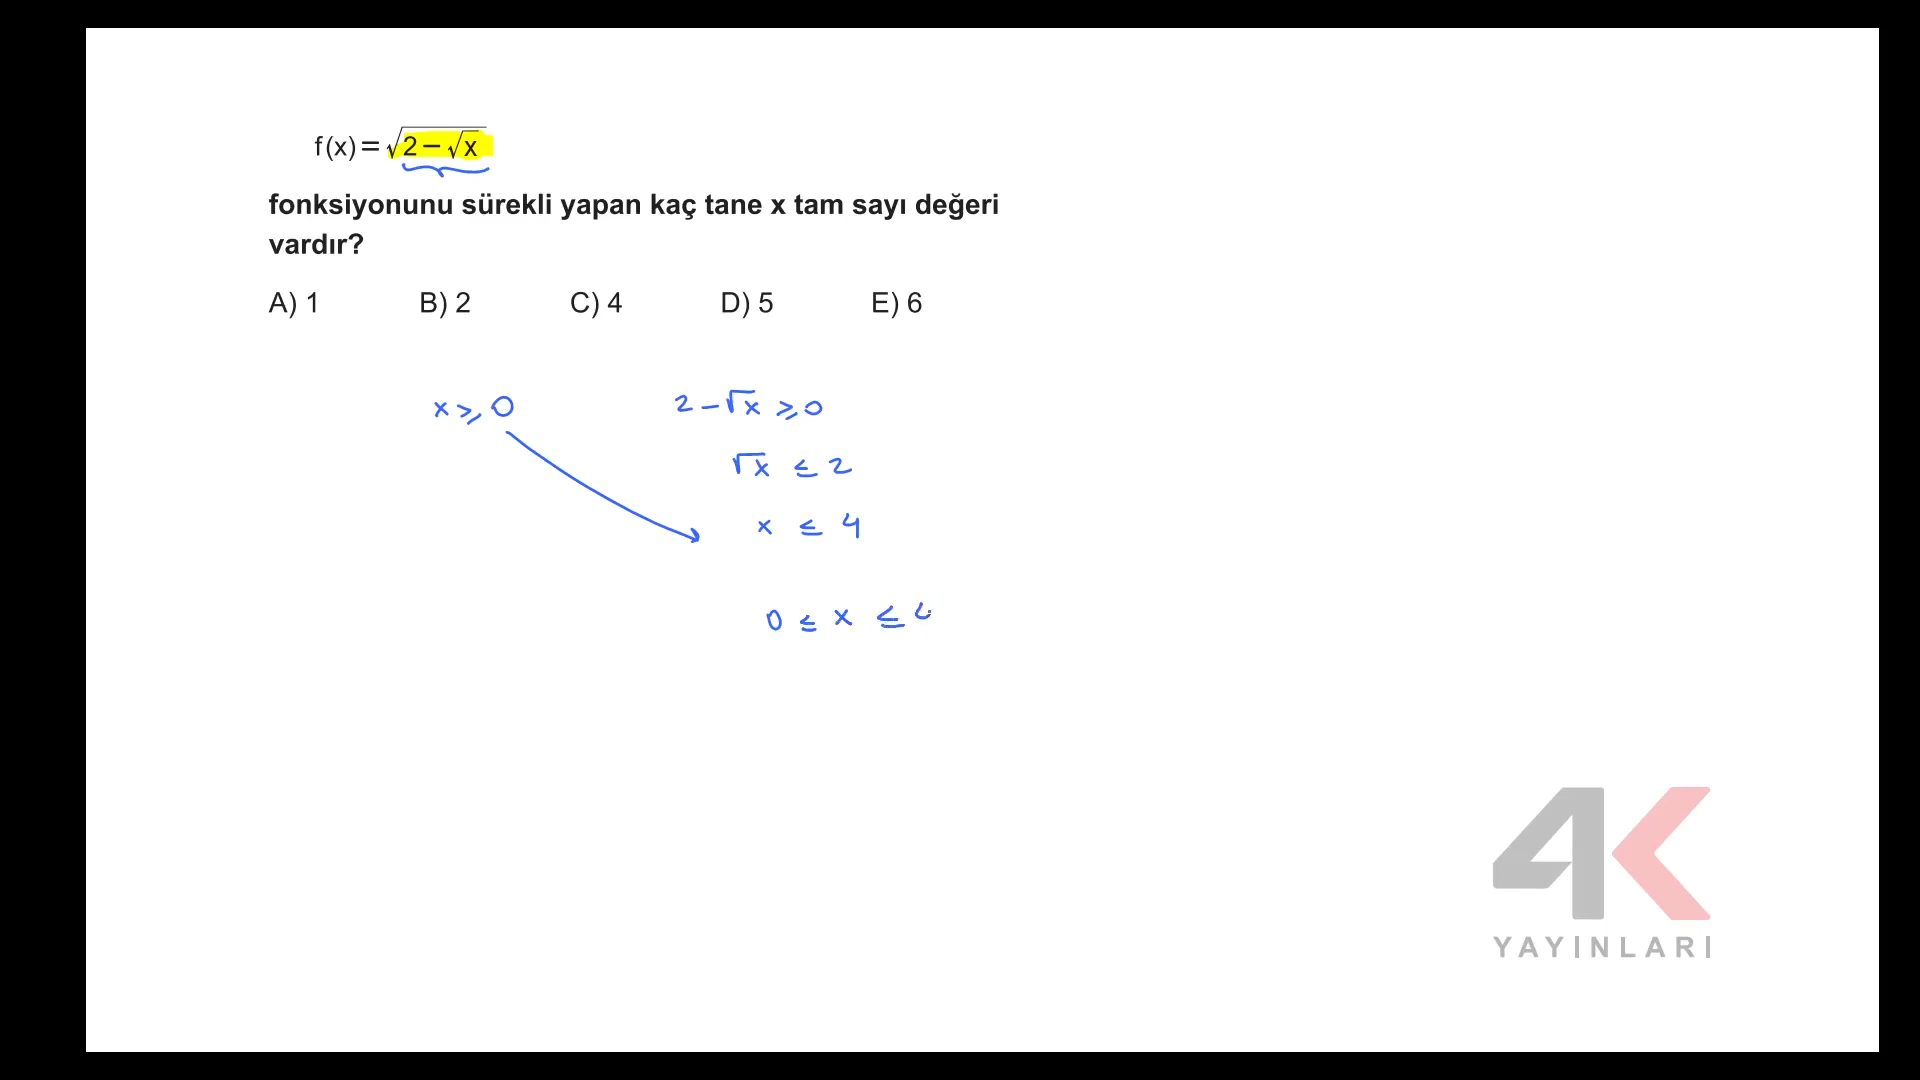 f(x)=√(2−√x)
fonksiyonunu sürekli yapan kaç tane x tam sayı değeri
vardır?
A) 1 B) 2 C) 4 D) 5 E) 6
x ⩾ 0 2−√x ⩾ 0
√x ≤ 2
x ≤ 4
0 ≤ x ≤
4K
YAYINLARI